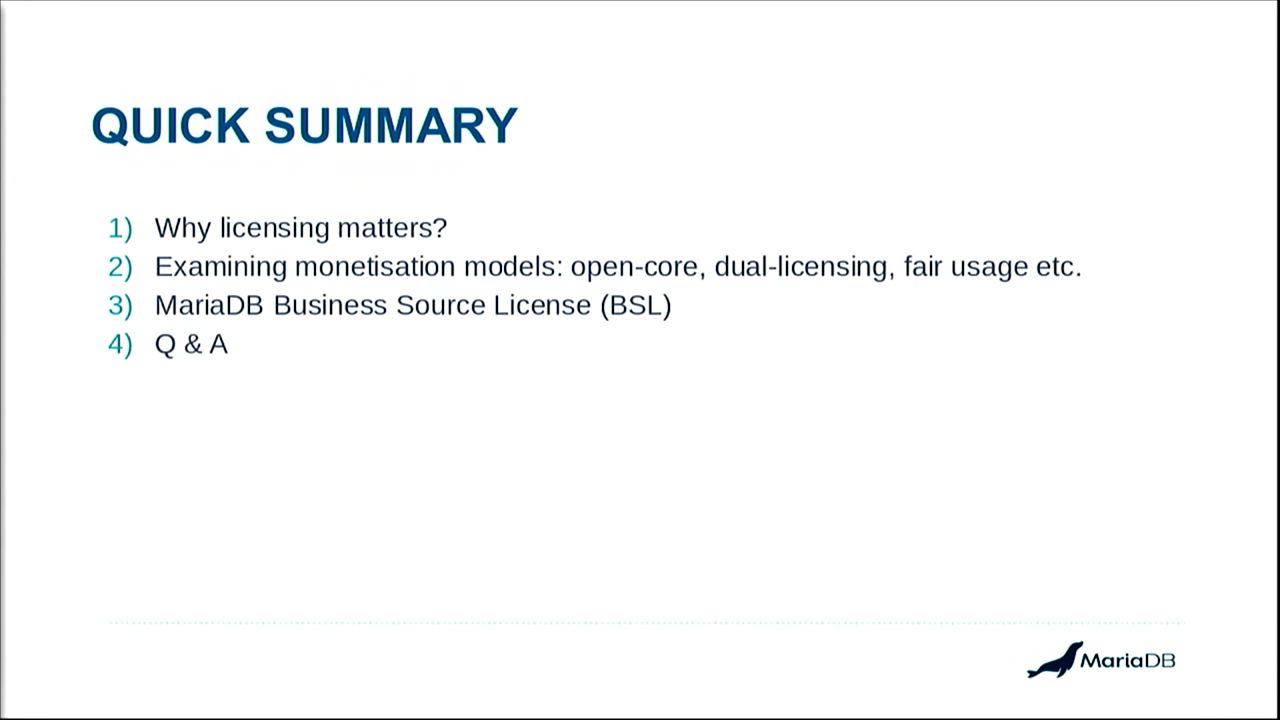 QUICK SUMMARY
1) Why licensing matters?
2) Examining monetisation models: open-core, dual-licensing, fair usage etc.
3) MariaDB Business Source License (BSL)
4) Q & A
MariaDB